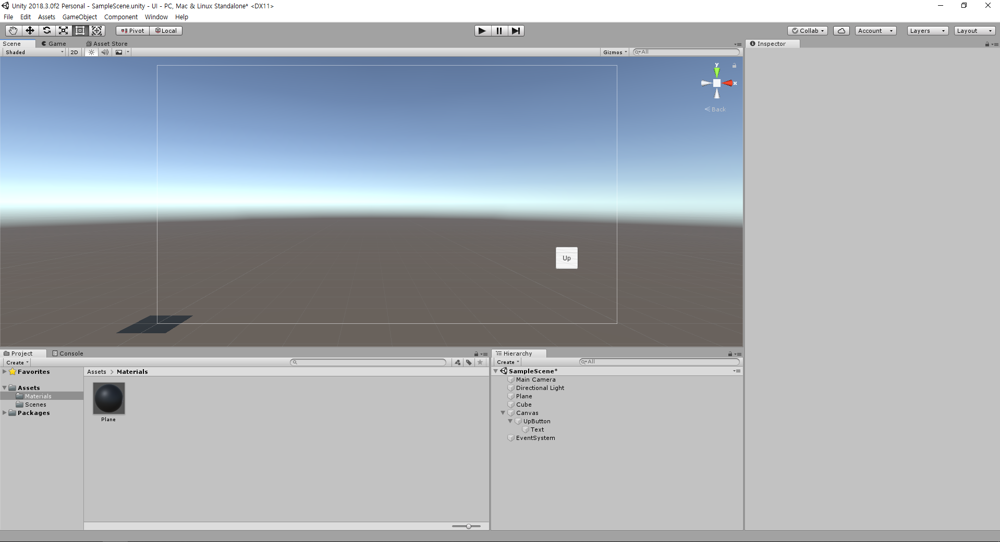 Unity 2018.3.0f2 Personal - SampleScene.unity - UI - PC, Mac & Linux Standalone* <DX11>
File Edit Assets GameObject Component Window Help
Pivot Local Collab Account Layers Layout
Scene Game Asset Store Inspector
Shaded 2D Gizmos All
y
x
Back
Up
Project Console
Create
Favorites
Assets
Materials
Scenes
Packages
Assets > Materials
Plane
Hierarchy
Create All
SampleScene*
Main Camera
Directional Light
Plane
Cube
Canvas
UpButton
Text
EventSystem